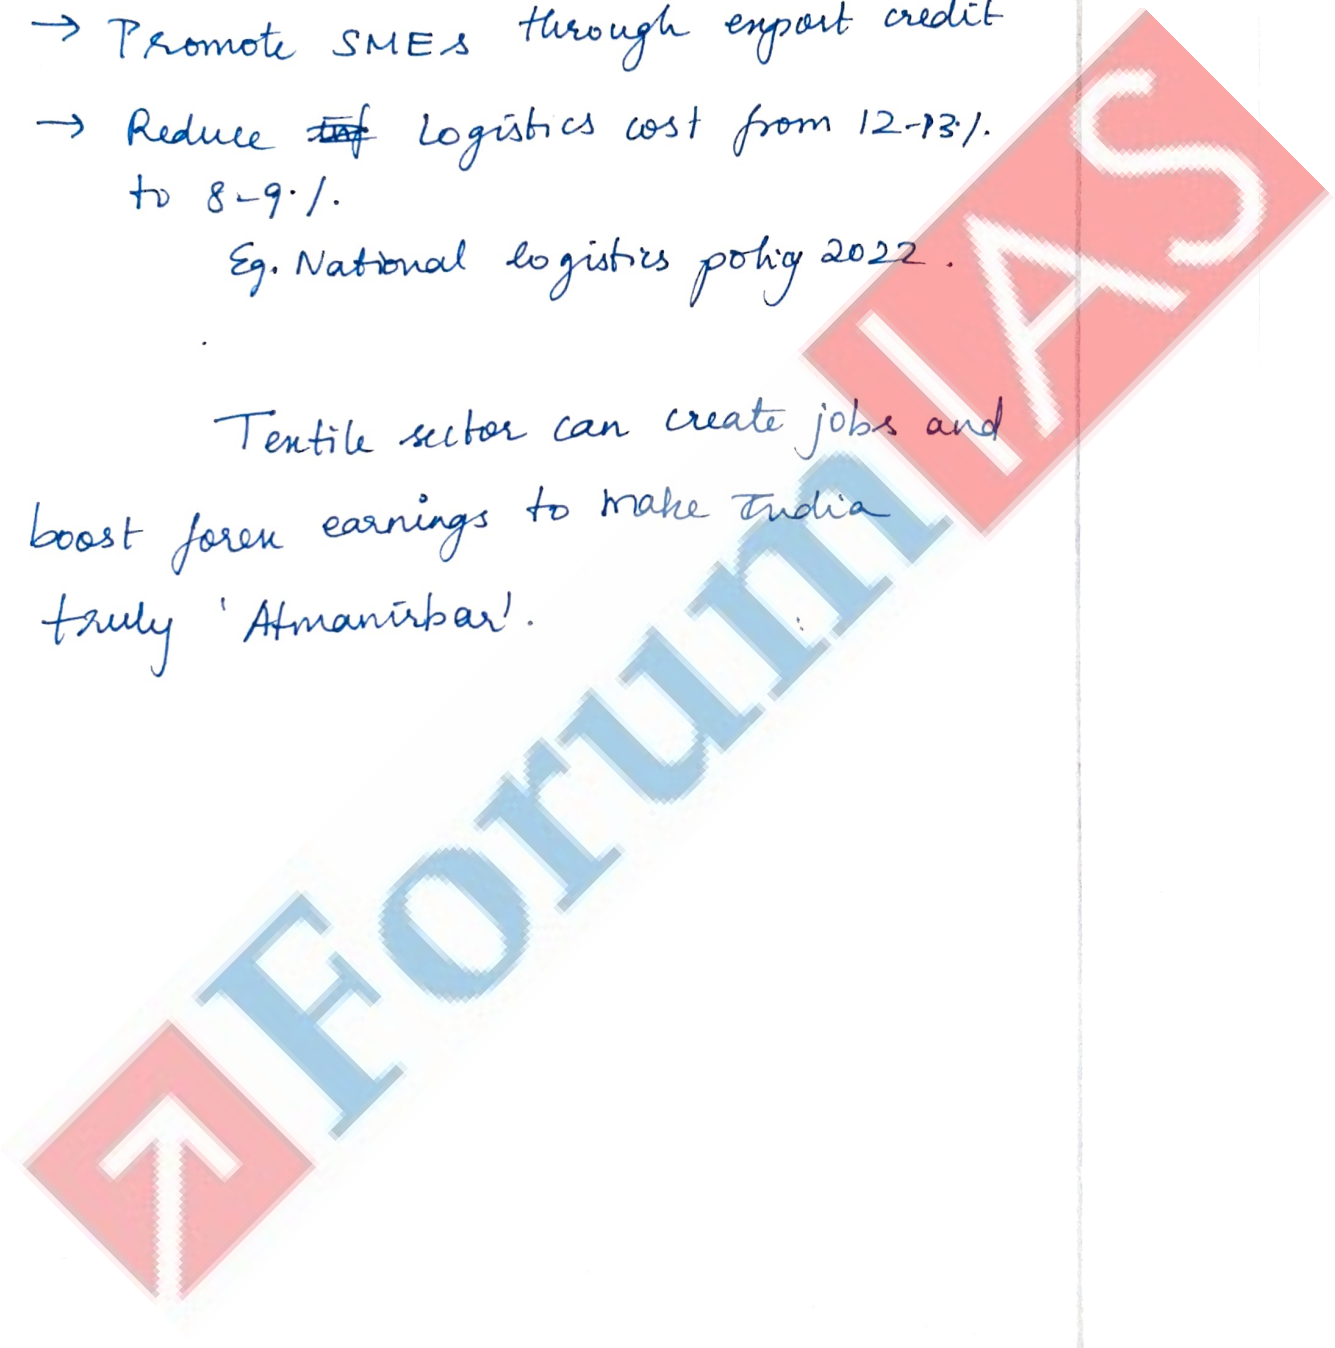 → Promote SMEs through export credit
→ Reduce logistics cost from 12-13%.
to 8-9%.
Eg. National logistics policy 2022.
Textile sector can create jobs and
boost forex earnings to make India
truly 'Atmanirbar'.
ForumIAS